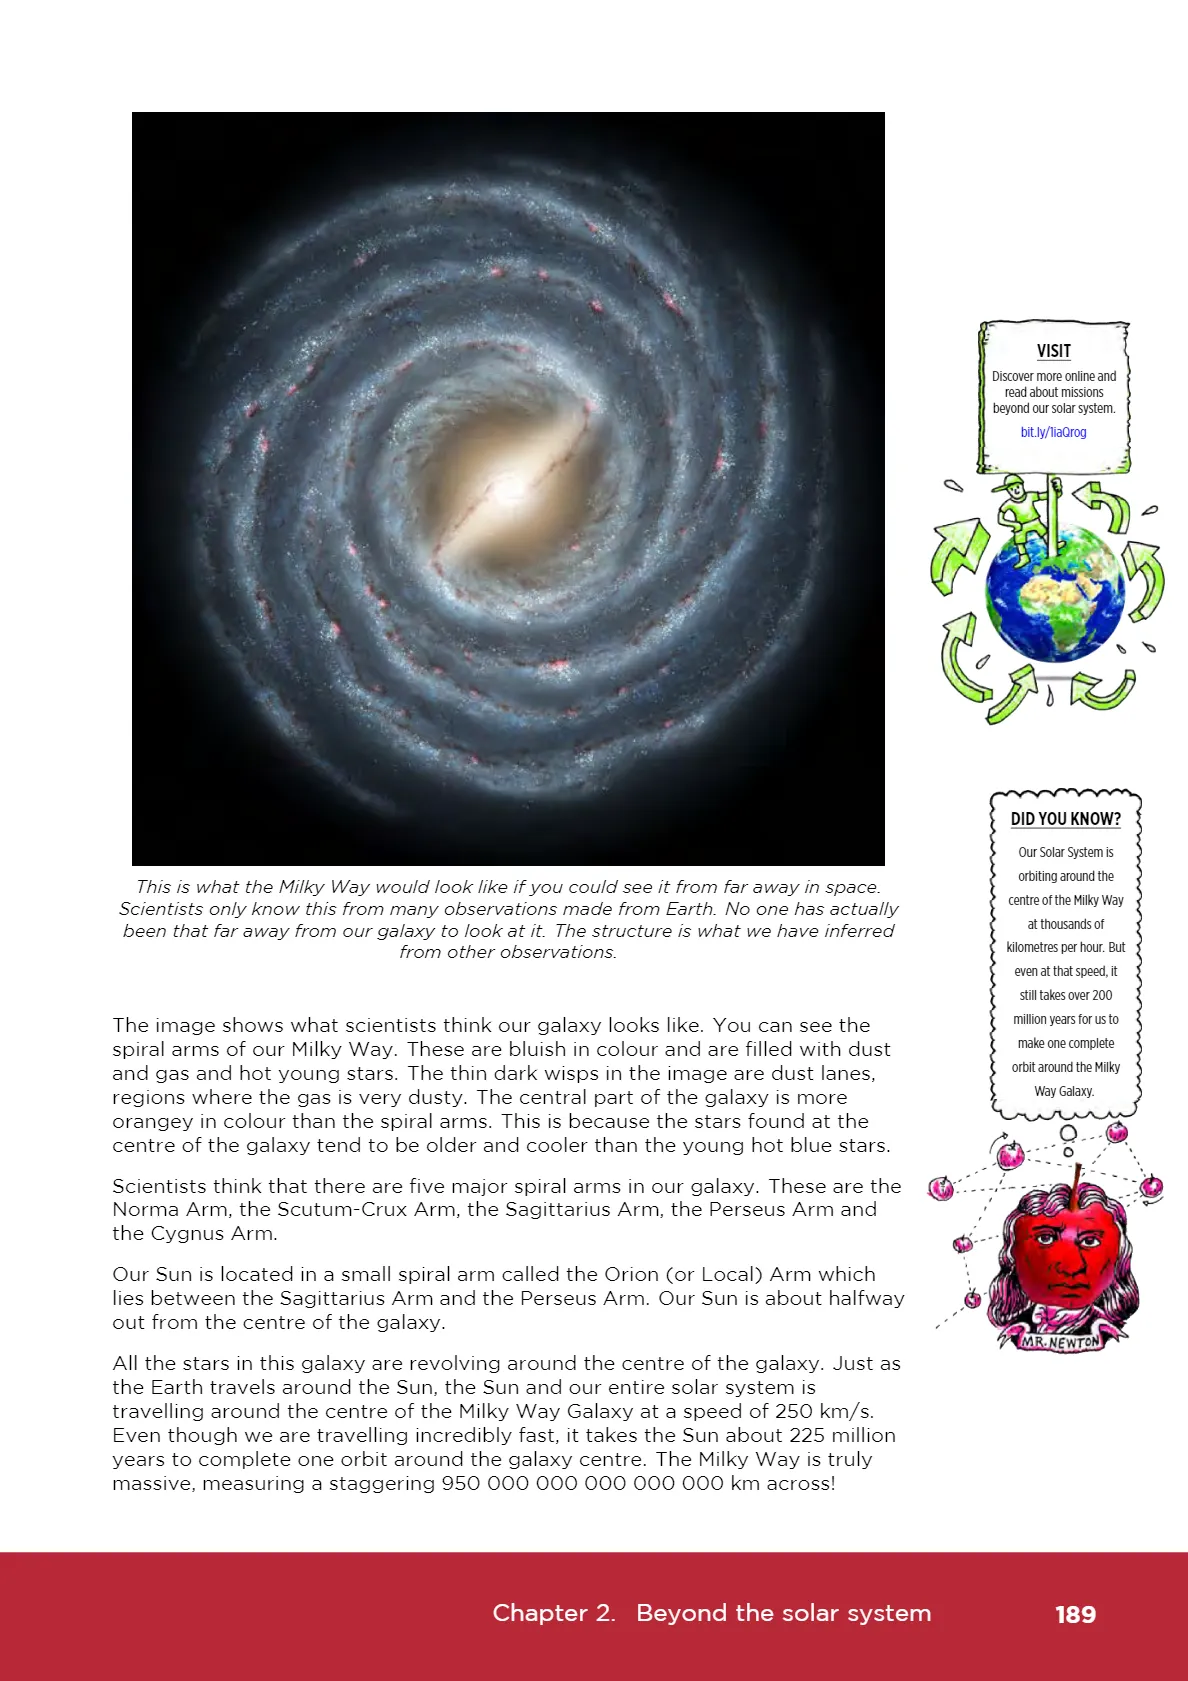 This is what the Milky Way would look like if you could see it from far away in space.
Scientists only know this from many observations made from Earth. No one has actually
been that far away from our galaxy to look at it. The structure is what we have inferred
from other observations.
The image shows what scientists think our galaxy looks like. You can see the
spiral arms of our Milky Way. These are bluish in colour and are filled with dust
and gas and hot young stars. The thin dark wisps in the image are dust lanes,
regions where the gas is very dusty. The central part of the galaxy is more
orangey in colour than the spiral arms. This is because the stars found at the
centre of the galaxy tend to be older and cooler than the young hot blue stars.
Scientists think that there are five major spiral arms in our galaxy. These are the
Norma Arm, the Scutum-Crux Arm, the Sagittarius Arm, the Perseus Arm and
the Cygnus Arm.
Our Sun is located in a small spiral arm called the Orion (or Local) Arm which
lies between the Sagittarius Arm and the Perseus Arm. Our Sun is about halfway
out from the centre of the galaxy.
All the stars in this galaxy are revolving around the centre of the galaxy. Just as
the Earth travels around the Sun, the Sun and our entire solar system is
travelling around the centre of the Milky Way Galaxy at a speed of 250 km/s.
Even though we are travelling incredibly fast, it takes the Sun about 225 million
years to complete one orbit around the galaxy centre. The Milky Way is truly
massive, measuring a staggering 950 000 000 000 000 000 km across!
VISIT
Discover more online and
read about missions
beyond our solar system.
bit.ly/1iaQrog
DID YOU KNOW?
Our Solar System is
orbiting around the
centre of the Milky Way
at thousands of
kilometres per hour. But
even at that speed, it
still takes over 200
million years for us to
make one complete
orbit around the Milky
Way Galaxy.
MR. NEWTON
Chapter 2. Beyond the solar system 189